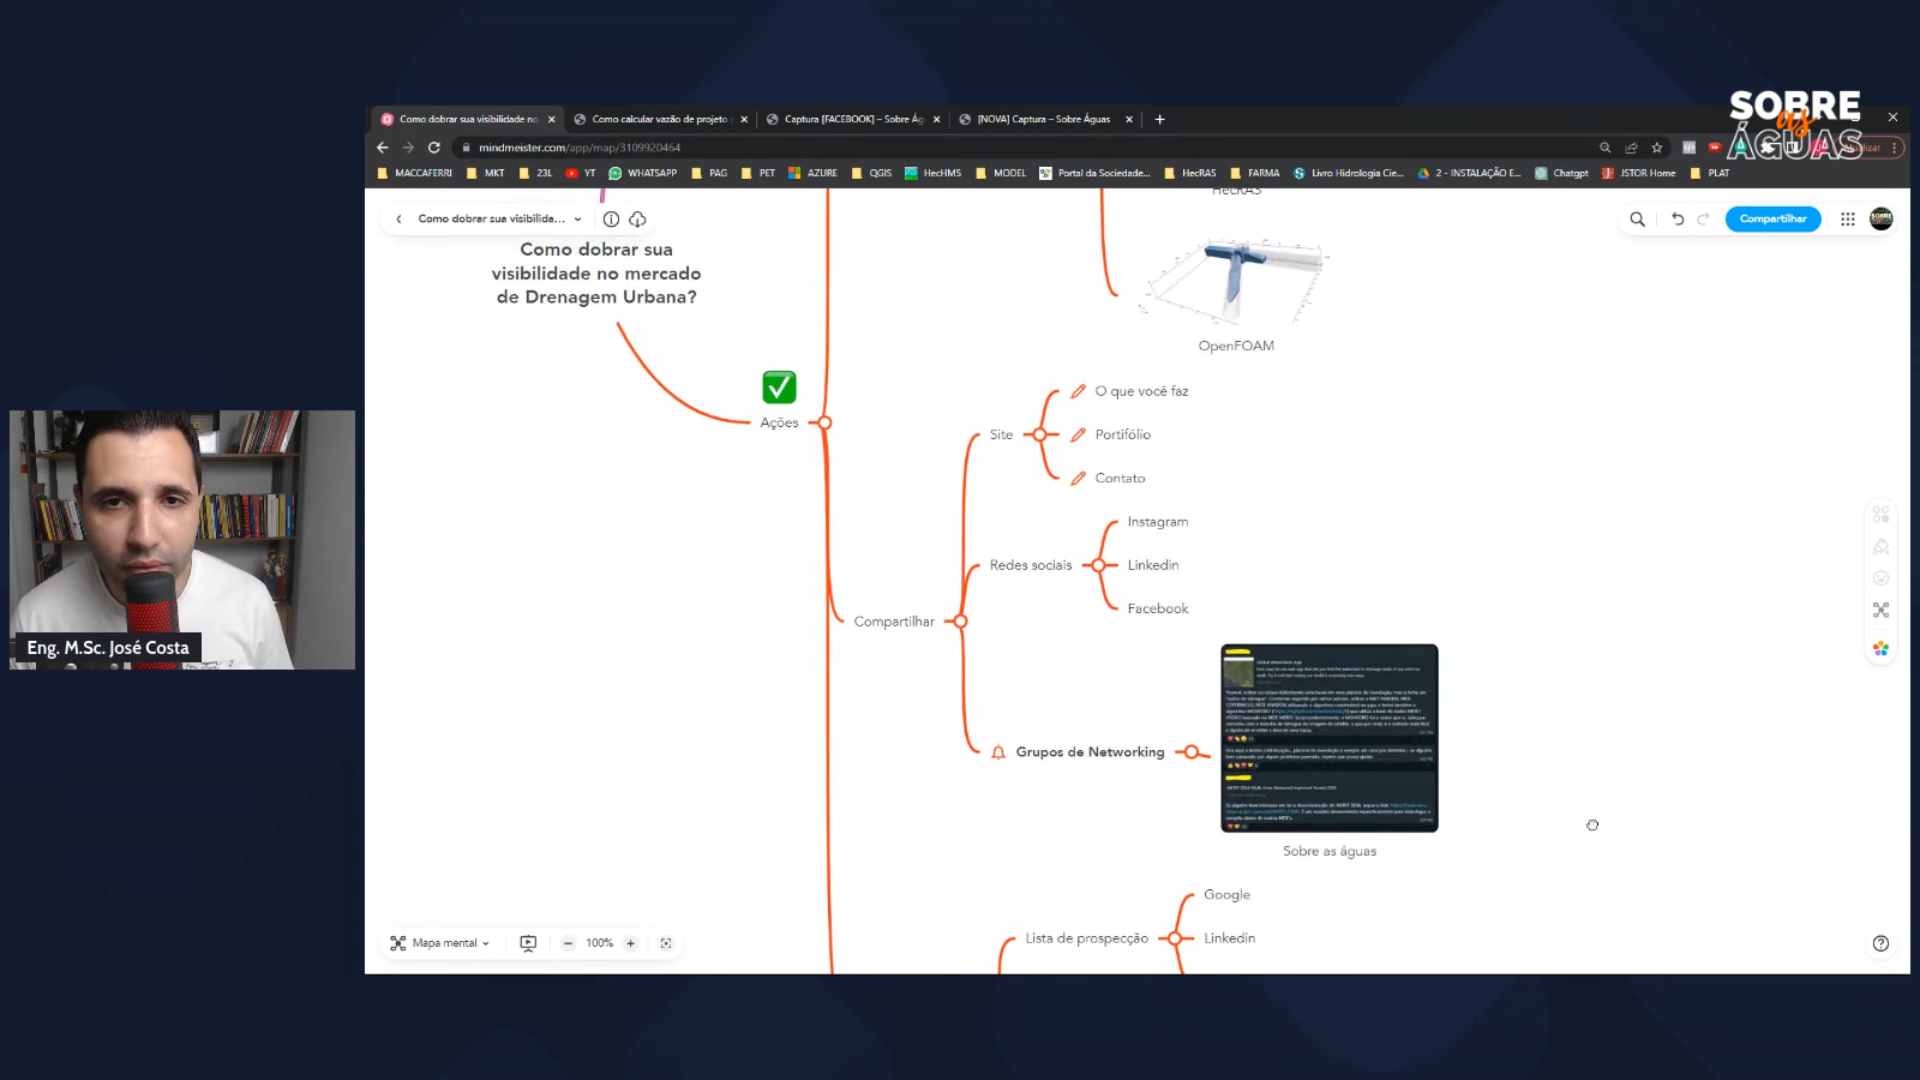 SOBRE
as
ÁGUAS
Como dobrar sua visibilidade no
Como calcular vazão de projeto
Captura [FACEBOOK] – Sobre Ág
[NOVA] Captura – Sobre Águas
mindmeister.com/app/map/3109920464
MACCAFERRI
MKT
23L
YT
WHATSAPP
PAG
PET
AZURE
QGIS
HecHMS
MODEL
Portal da Sociedade...
HecRAS
FARMA
Livro Hidrologia Cie...
2 - INSTALAÇÃO E...
Chatgpt
JSTOR Home
PLAT
Como dobrar sua visibilida...
Compartilhar
HecRAS
Como dobrar sua
visibilidade no mercado
de Drenagem Urbana?
OpenFOAM
Ações
O que você faz
Site
Portifólio
Contato
Instagram
Redes sociais
Linkedin
Facebook
Compartilhar
Grupos de Networking
Sobre as águas
Google
Lista de prospecção
Linkedin
Mapa mental
100%
Eng. M.Sc. José Costa